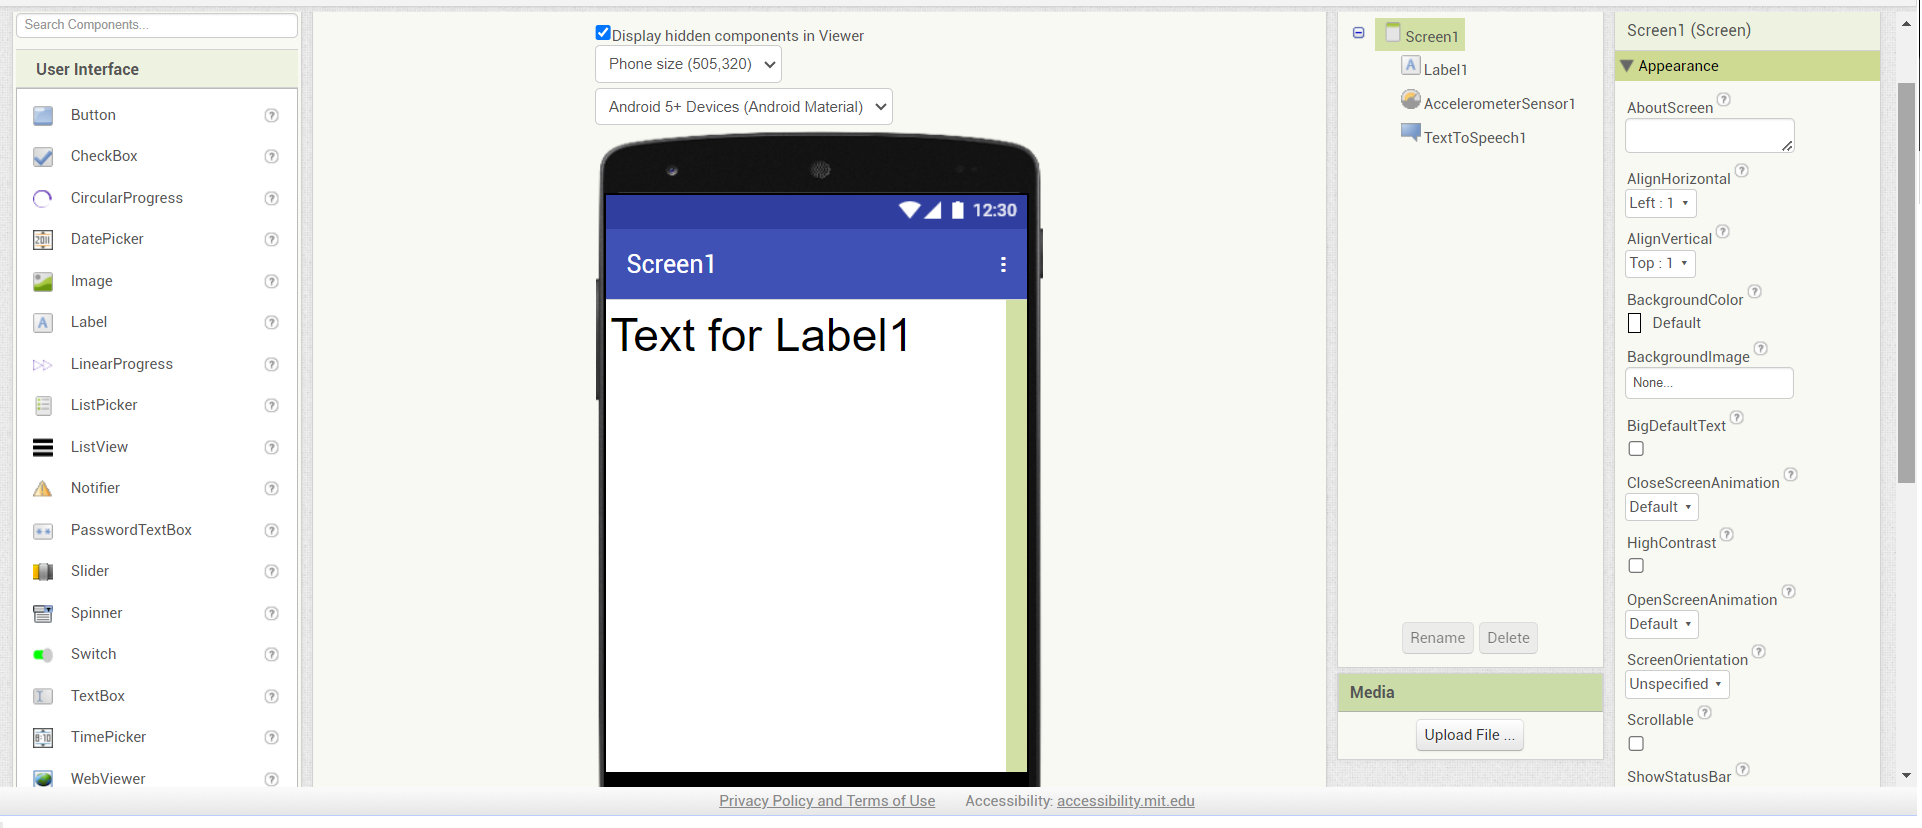 Search Components...
User Interface
Button
CheckBox
CircularProgress
DatePicker
Image
Label
LinearProgress
ListPicker
ListView
Notifier
PasswordTextBox
Slider
Spinner
Switch
TextBox
TimePicker
WebViewer
Display hidden components in Viewer
Phone size (505,320)
Android 5+ Devices (Android Material)
12:30
Screen1
Text for Label1
Screen1
Label1
AccelerometerSensor1
TextToSpeech1
Rename Delete
Media
Upload File ...
Screen1 (Screen)
Appearance
AboutScreen
AlignHorizontal
Left : 1
AlignVertical
Top : 1
BackgroundColor
Default
BackgroundImage
None...
BigDefaultText
CloseScreenAnimation
Default
HighContrast
OpenScreenAnimation
Default
ScreenOrientation
Unspecified
Scrollable
ShowStatusBar
Privacy Policy and Terms of Use Accessibility: accessibility.mit.edu